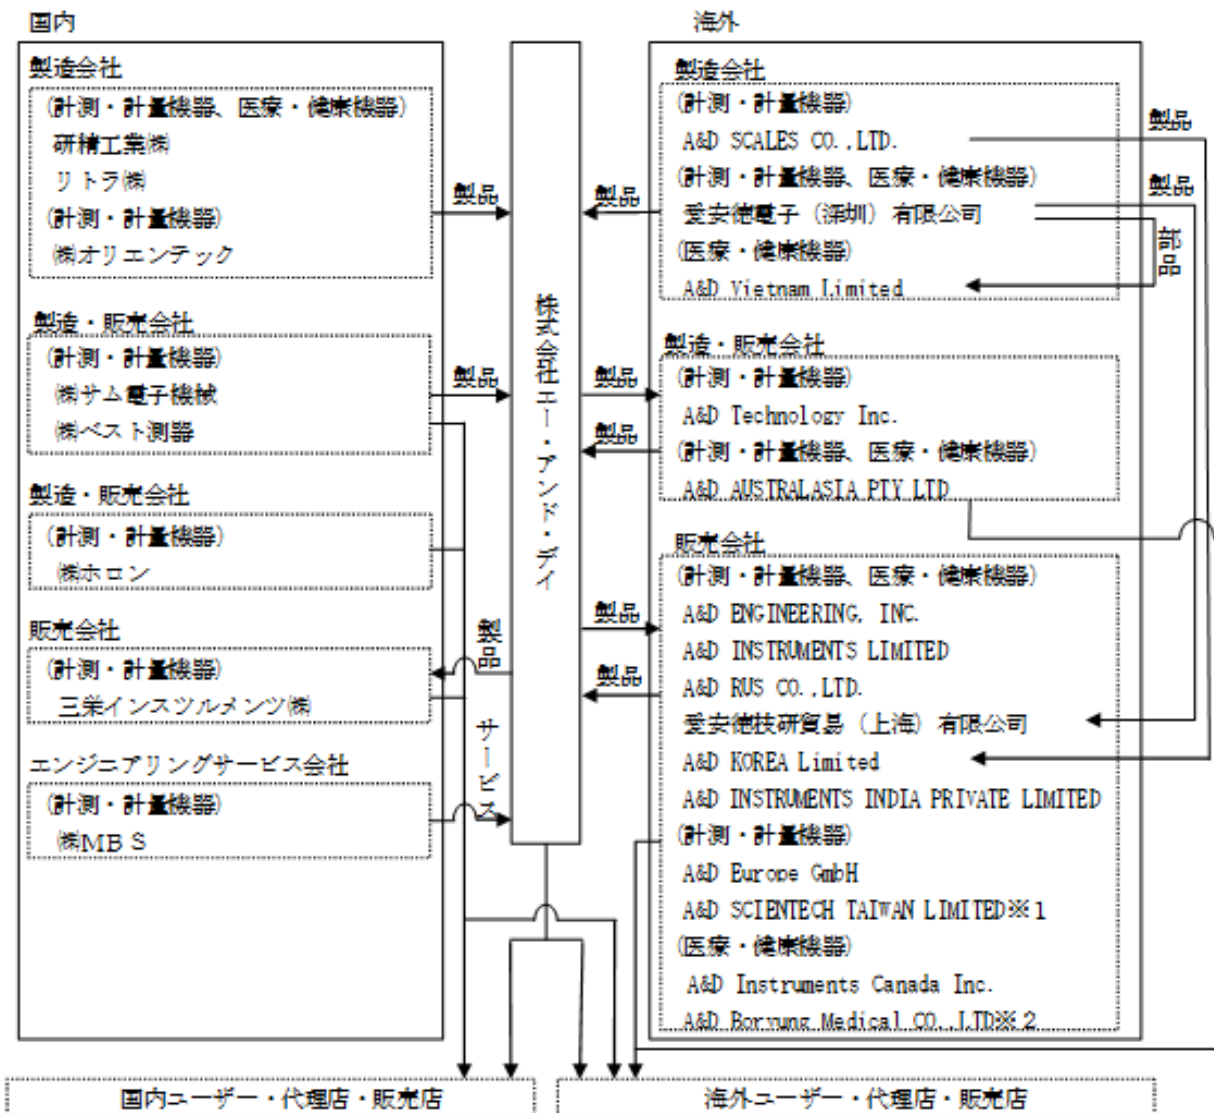 国内
製造会社
(計測・計量機器、医療・健康機器)
研精工業㈱
リトラ㈱
(計測・計量機器)
㈱オリエンテック
製品
製造・販売会社
(計測・計量機器)
㈱サム電子機械
㈱ベスト測器
製品
製造・販売会社
(計測・計量機器)
㈱ホロン
販売会社
(計測・計量機器)
三栄インスツルメンツ㈱
製品
エンジニアリングサービス会社
(計測・計量機器)
㈱MBS
サービス
株式会社エー・アンド・デイ
海外
製造会社
(計測・計量機器)
A&D SCALES CO.,LTD.
(計測・計量機器、医療・健康機器)
愛安徳電子（深圳）有限公司
(医療・健康機器)
A&D Vietnam Limited
製品
製品
製品
部品
製造・販売会社
(計測・計量機器)
A&D Technology Inc.
(計測・計量機器、医療・健康機器)
A&D AUSTRALASIA PTY LTD
製品
製品
販売会社
(計測・計量機器、医療・健康機器)
A&D ENGINEERING, INC.
A&D INSTRUMENTS LIMITED
A&D RUS CO.,LTD.
愛安徳技研貿易（上海）有限公司
A&D KOREA Limited
A&D INSTRUMENTS INDIA PRIVATE LIMITED
(計測・計量機器)
A&D Europe GmbH
A&D SCIENTECH TAIWAN LIMITED※1
(医療・健康機器)
A&D Instruments Canada Inc.
A&D Boryung Medical CO.,LTD※2
製品
製品
国内ユーザー・代理店・販売店
海外ユーザー・代理店・販売店